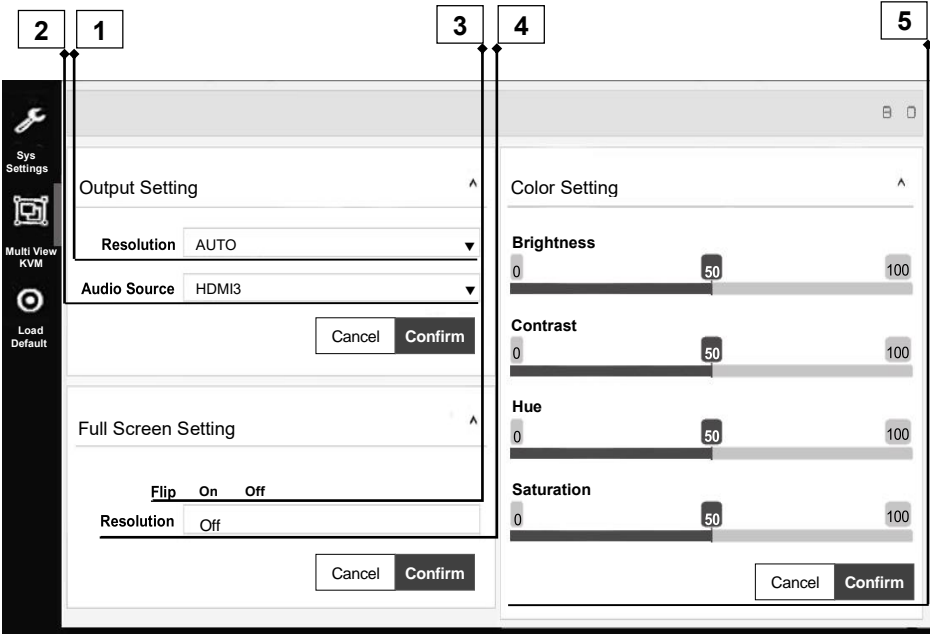 2 1 3 4 5
Sys
Settings
Multi View
KVM
Load
Default
Output Setting
Resolution AUTO
Audio Source HDMI3
Cancel Confirm
Full Screen Setting
Flip On Off
Resolution Off
Cancel Confirm
Color Setting
Brightness
0 50 100
Contrast
0 50 100
Hue
0 50 100
Saturation
0 50 100
Cancel Confirm